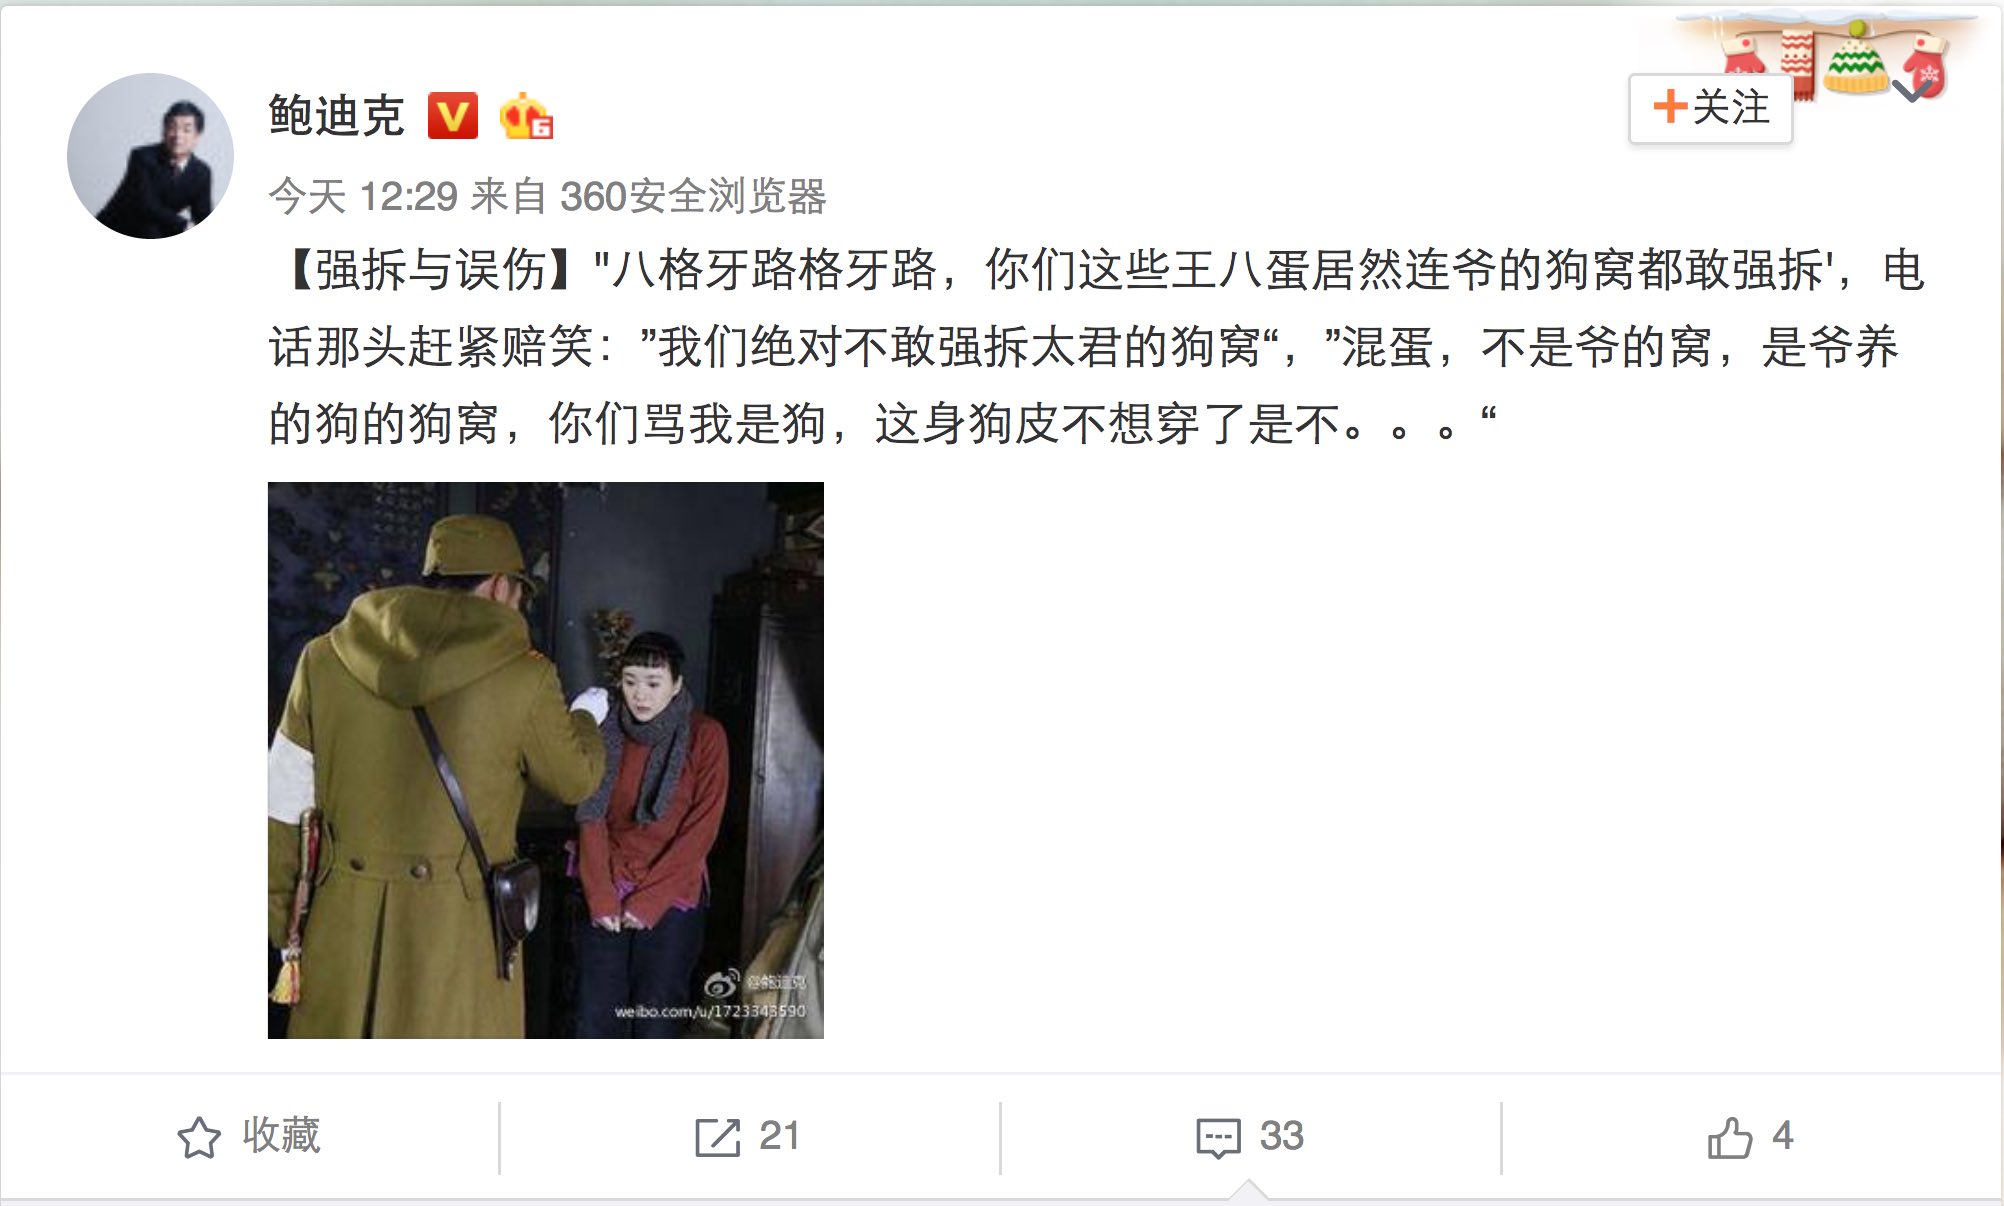 鲍迪克 V 6
+关注
今天 12:29 来自 360安全浏览器
【强拆与误伤】"八格牙路格牙路，你们这些王八蛋居然连爷的狗窝都敢强拆'，电
话那头赶紧赔笑：”我们绝对不敢强拆太君的狗窝“，”混蛋，不是爷的窝，是爷养
的狗的狗窝，你们骂我是狗，这身狗皮不想穿了是不。。。“
@鲍迪克
weibo.com/u/1723343590
收藏
21
33
4